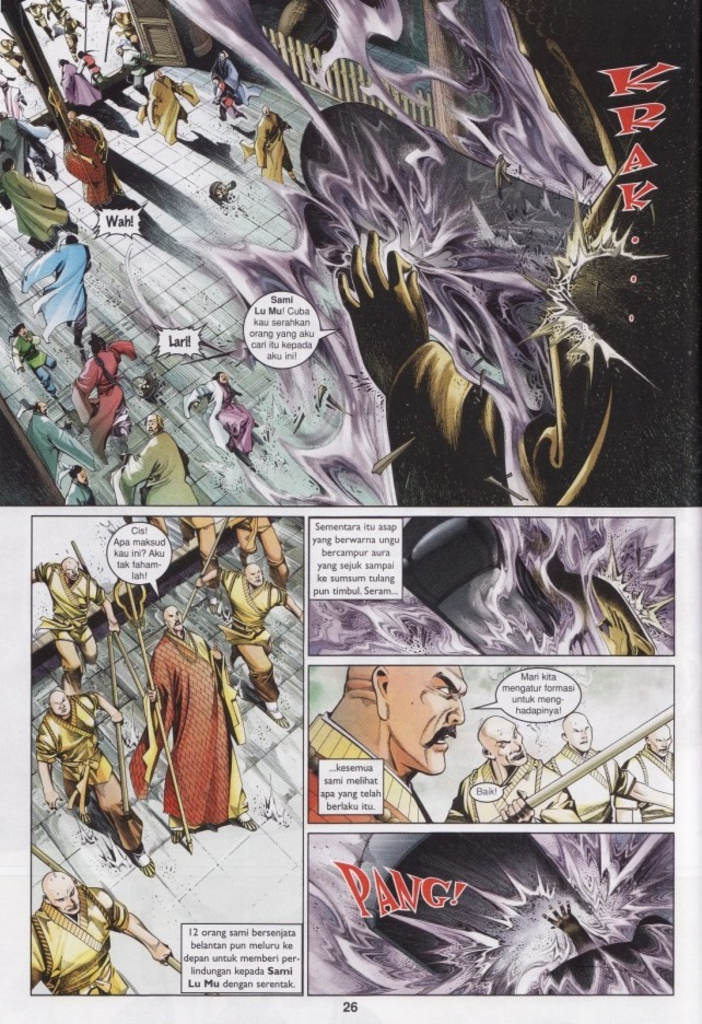 KRAK...
Wah!
Lari!
Sami
Lu Mu! Cuba
kau serahkan
orang yang aku
cari itu kepada
aku ini!
Cis!
Apa maksud
kau ini? Aku
tak faham-
lah!
12 orang sami bersenjata
belantan pun meluru ke
depan untuk memberi per-
lindungan kepada Sami
Lu Mu dengan serentak.
Sementara itu asap
yang berwarna ungu
bercampur aura
yang sejuk sampai
ke sumsum tulang
pun timbul. Seram...
Mari kita
mengatur formasi
untuk meng-
hadapinya!
Baik!
...kesemua
sami melihat
apa yang telah
berlaku itu.
PANG!
26